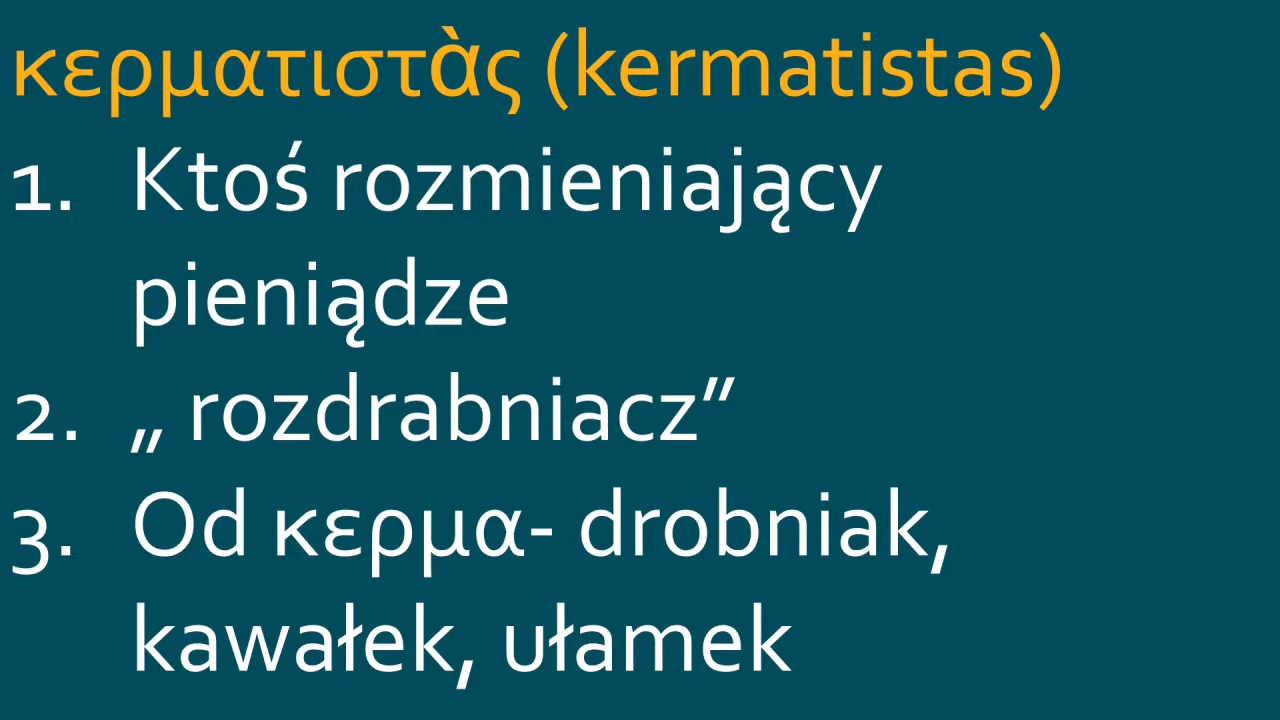 κερματιστὰς (kermatistas)
1. Ktoś rozmieniający
pieniądze
2. „ rozdrabniacz”
3. Od κερμα- drobniak,
kawałek, ułamek